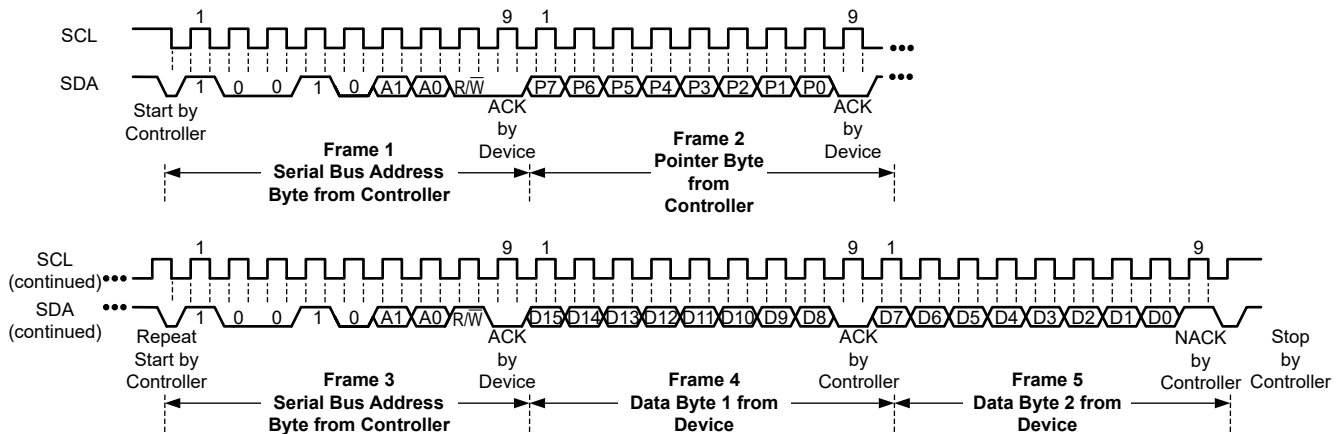 1 9 1 9
SCL
SDA
1 0 0 1 0 A1 A0 R/W̅ P7 P6 P5 P4 P3 P2 P1 P0
•••
•••
Start by
Controller
ACK
by
Device
ACK
by
Device
Frame 1
Serial Bus Address
Byte from Controller
Frame 2
Pointer Byte
from
Controller
1 9 1 9 1 9
SCL
(continued) •••
SDA
(continued) •••
1 0 0 1 0 A1 A0 R/W̅ D15 D14 D13 D12 D11 D10 D9 D8 D7 D6 D5 D4 D3 D2 D1 D0
Repeat
Start by
Controller
ACK
by
Device
ACK
by
Controller
NACK
by
Controller
Stop
by
Controller
Frame 3
Serial Bus Address
Byte from Controller
Frame 4
Data Byte 1 from
Device
Frame 5
Data Byte 2 from
Device